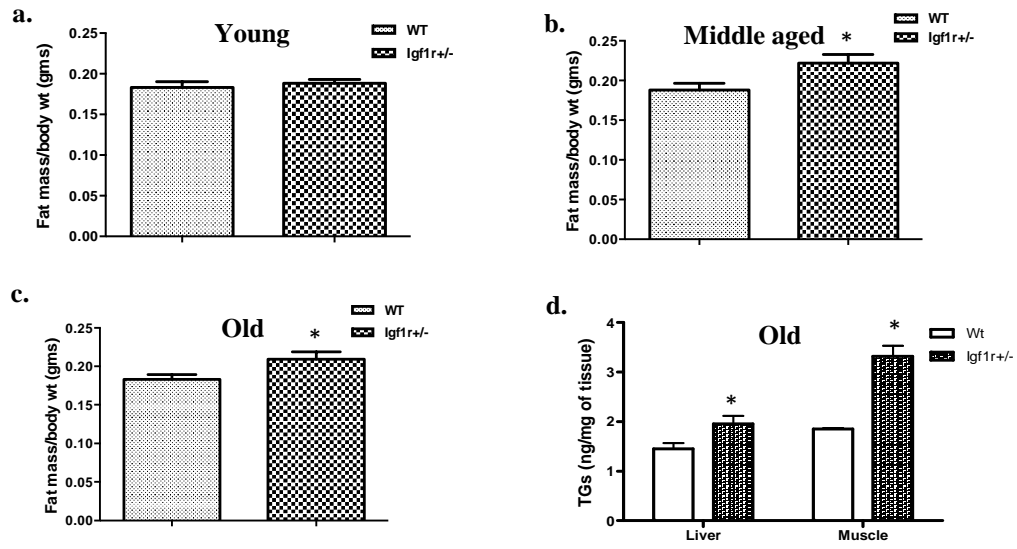 a.
Young
WT
Igf1r+/-
Fat mass/body wt (gms)
0.25
0.20
0.15
0.10
0.05
0.00
b.
Middle aged
*
WT
Igf1r+/-
Fat mass/body wt (gms)
0.25
0.20
0.15
0.10
0.05
0.00
c.
Old
*
WT
Igf1r+/-
Fat mass/body wt (gms)
0.25
0.20
0.15
0.10
0.05
0.00
d.
Old
*
*
Wt
Igf1r+/-
TGs (ng/mg of tissue)
4
3
2
1
0
Liver
Muscle